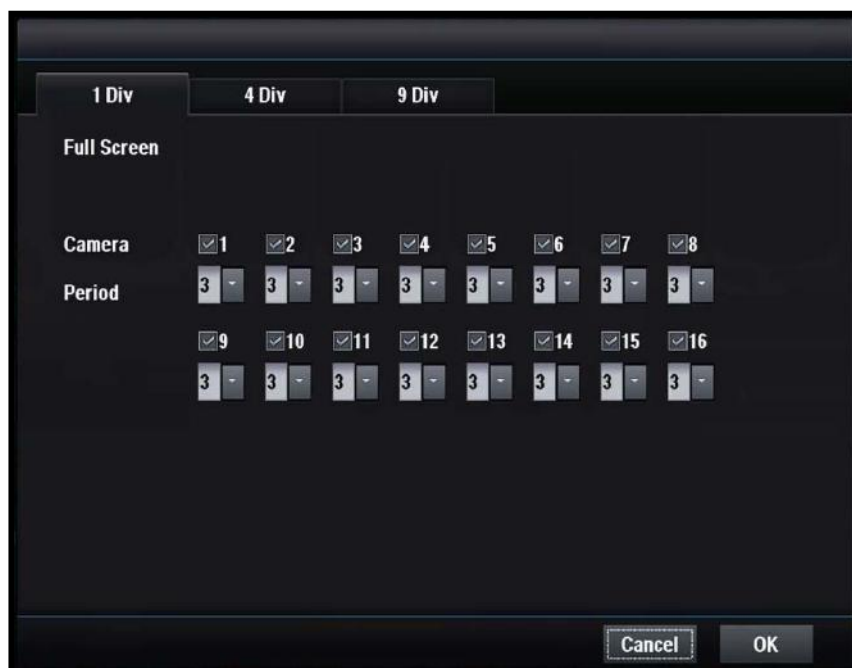 1 Div 4 Div 9 Div
Full Screen
Camera 1 2 3 4 5 6 7 8
Period 3 3 3 3 3 3 3 3
9 10 11 12 13 14 15 16
3 3 3 3 3 3 3 3
Cancel OK